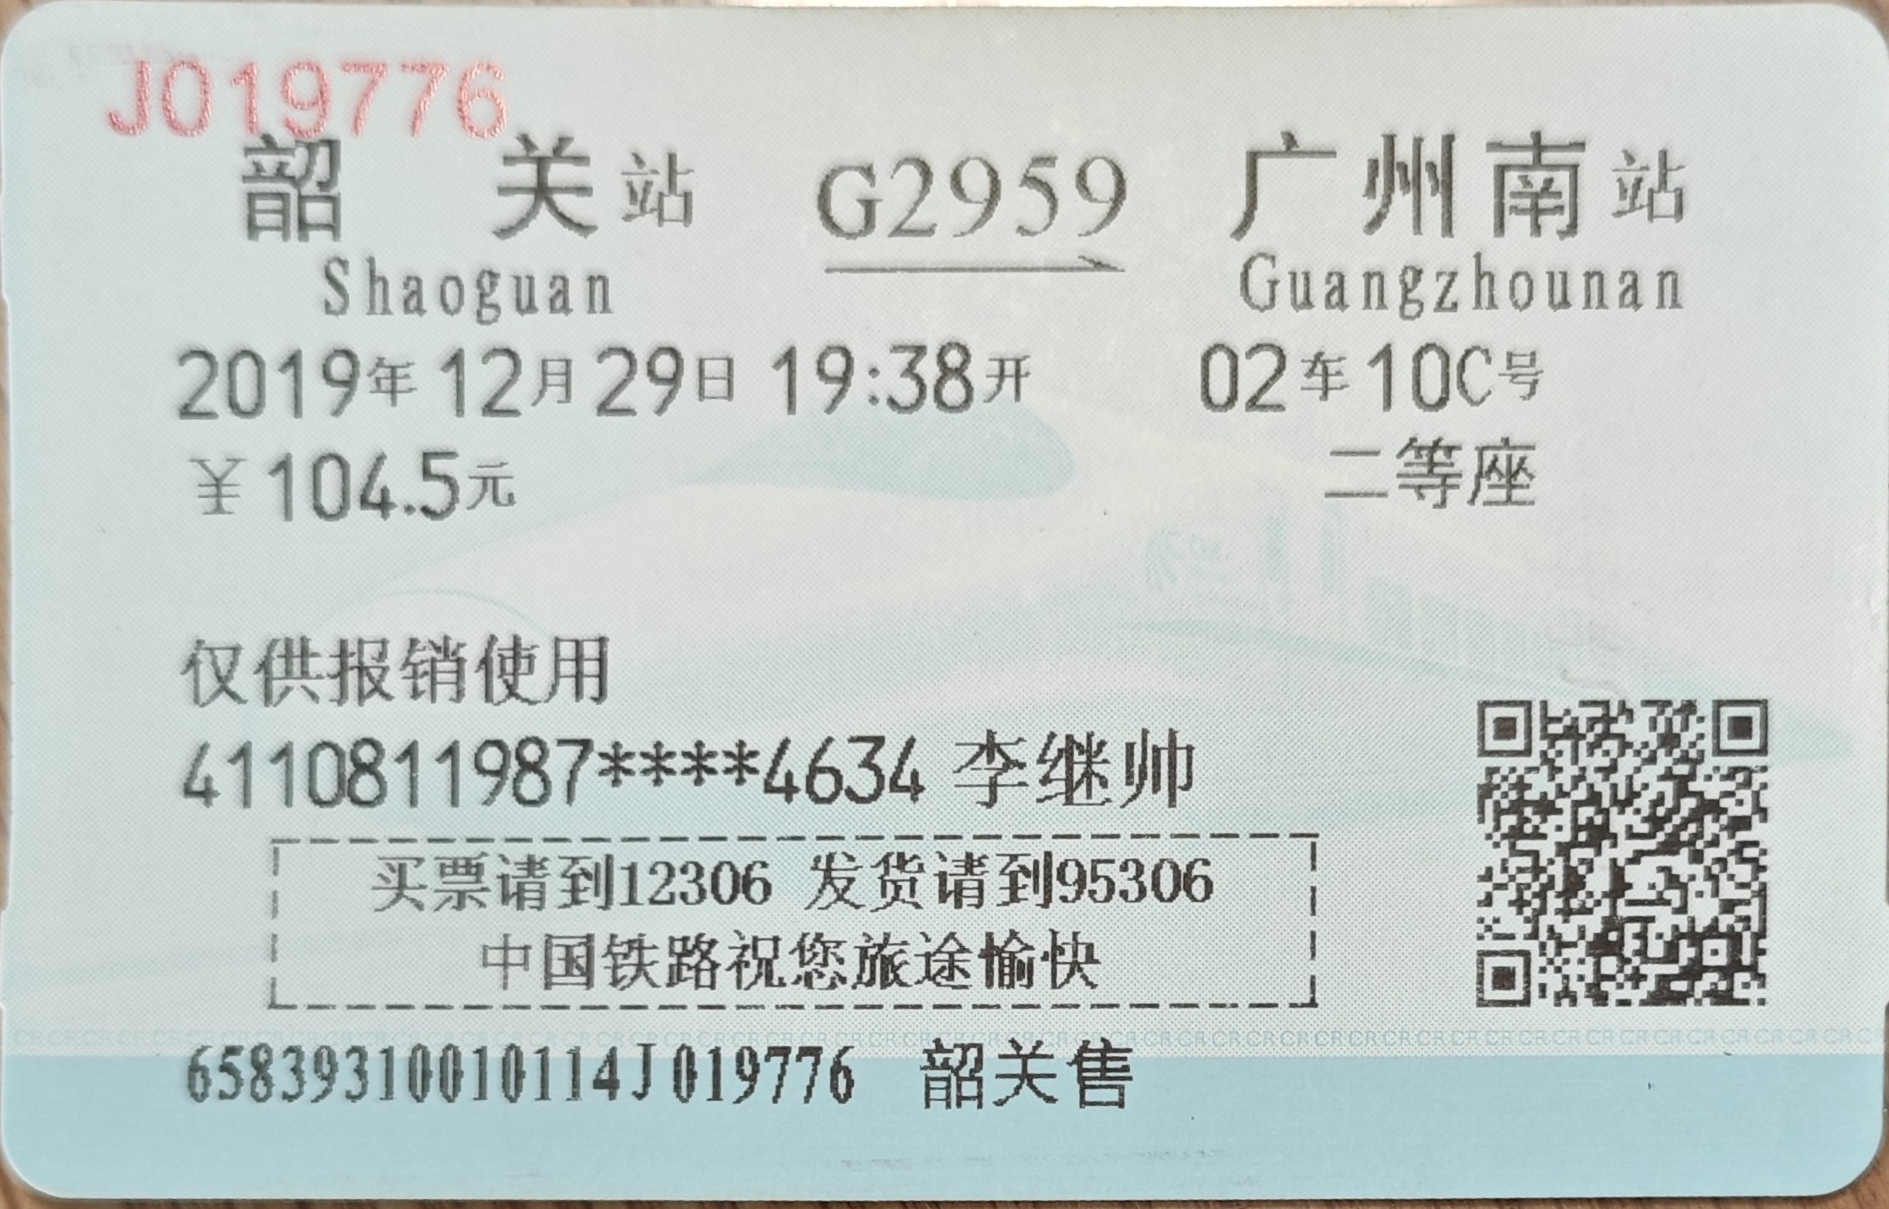 J019776
韶关站 G2959 广州南站
Shaoguan Guangzhounan
2019年12月29日 19:38开 02车10C号
￥104.5元 二等座
仅供报销使用
4110811987****4634 李继帅
买票请到12306 发货请到95306
中国铁路祝您旅途愉快
CRCRCRCRCRCRCRCRCRCRCRCRCRCRCRCRCRCRCRCRCRCRCRCRCRCRCR
65839310010114J019776 韶关售